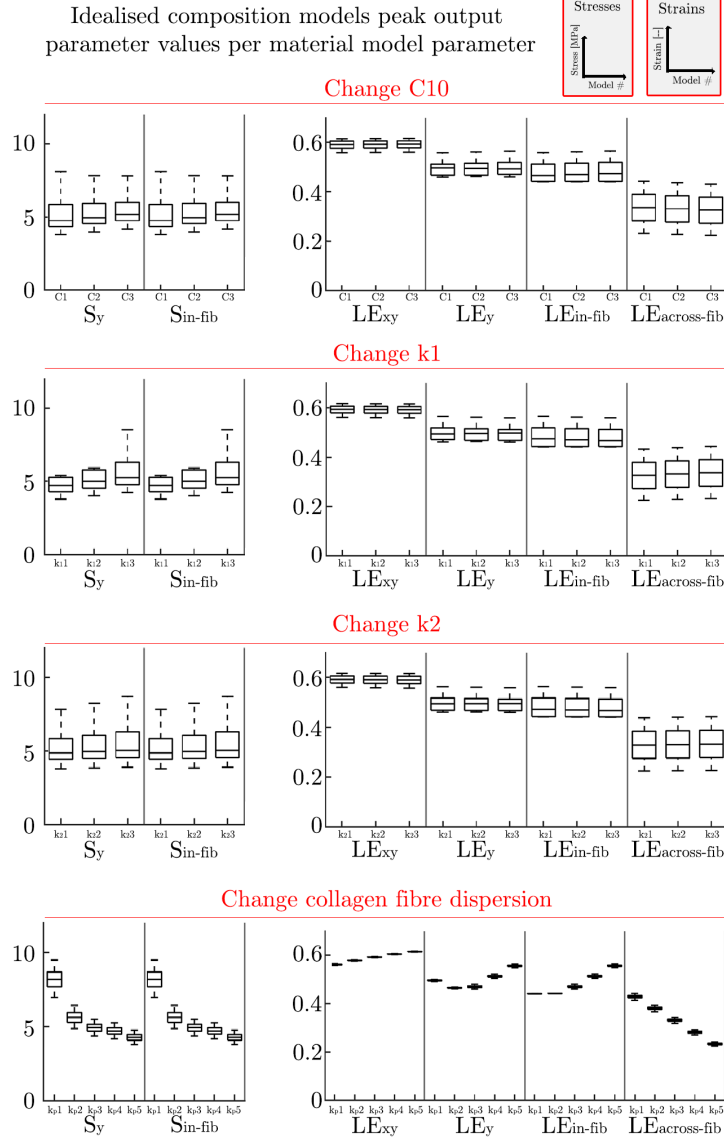 Idealised composition models peak output
parameter values per material model parameter
Stresses
Stress [MPa]
Model #
Strains
Strain [--]
Model #
Change C10
10
5
0
C1 C2 C3 C1 C2 C3
Sy Sin-fib
0.6
0.4
0.2
0
C1 C2 C3 C1 C2 C3 C1 C2 C3 C1 C2 C3
LExy LEy LEin-fib LEacross-fib
Change k1
10
5
0
k11 k12 k13 k11 k12 k13
Sy Sin-fib
0.6
0.4
0.2
0
k11 k12 k13 k11 k12 k13 k11 k12 k13 k11 k12 k13
LExy LEy LEin-fib LEacross-fib
Change k2
10
5
0
k21 k22 k23 k21 k22 k23
Sy Sin-fib
0.6
0.4
0.2
0
k21 k22 k23 k21 k22 k23 k21 k22 k23 k21 k22 k23
LExy LEy LEin-fib LEacross-fib
Change collagen fibre dispersion
10
5
0
kp1 kp2 kp3 kp4 kp5 kp1 kp2 kp3 kp4 kp5
Sy Sin-fib
0.6
0.4
0.2
0
kp1 kp2 kp3 kp4 kp5 kp1 kp2 kp3 kp4 kp5 kp1 kp2 kp3 kp4 kp5 kp1 kp2 kp3 kp4 kp5
LExy LEy LEin-fib LEacross-fib